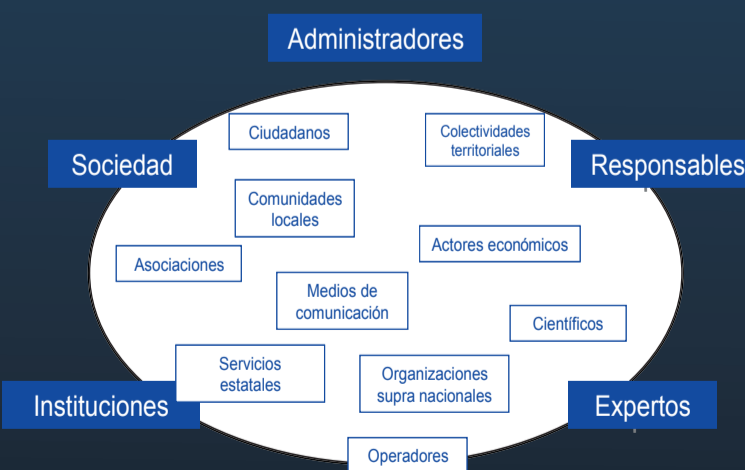 Administradores
Ciudadanos
Colectividades
territoriales
Sociedad
Responsables
Comunidades
locales
Actores económicos
Asociaciones
Medios de
comunicación
Científicos
Servicios
estatales
Organizaciones
supra nacionales
Instituciones
Expertos
Operadores